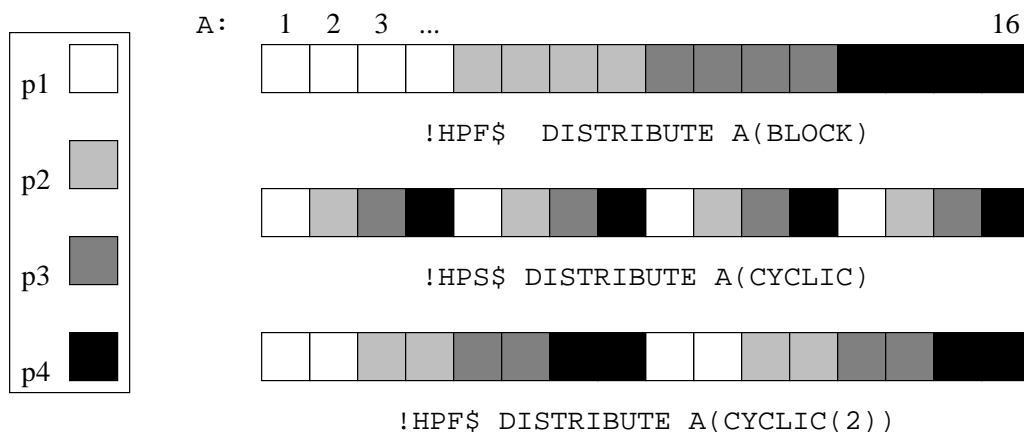 A: 1 2 3 ... 16
p1
!HPF$ DISTRIBUTE A(BLOCK)
p2
p3
!HPS$ DISTRIBUTE A(CYCLIC)
p4
!HPF$ DISTRIBUTE A(CYCLIC(2))